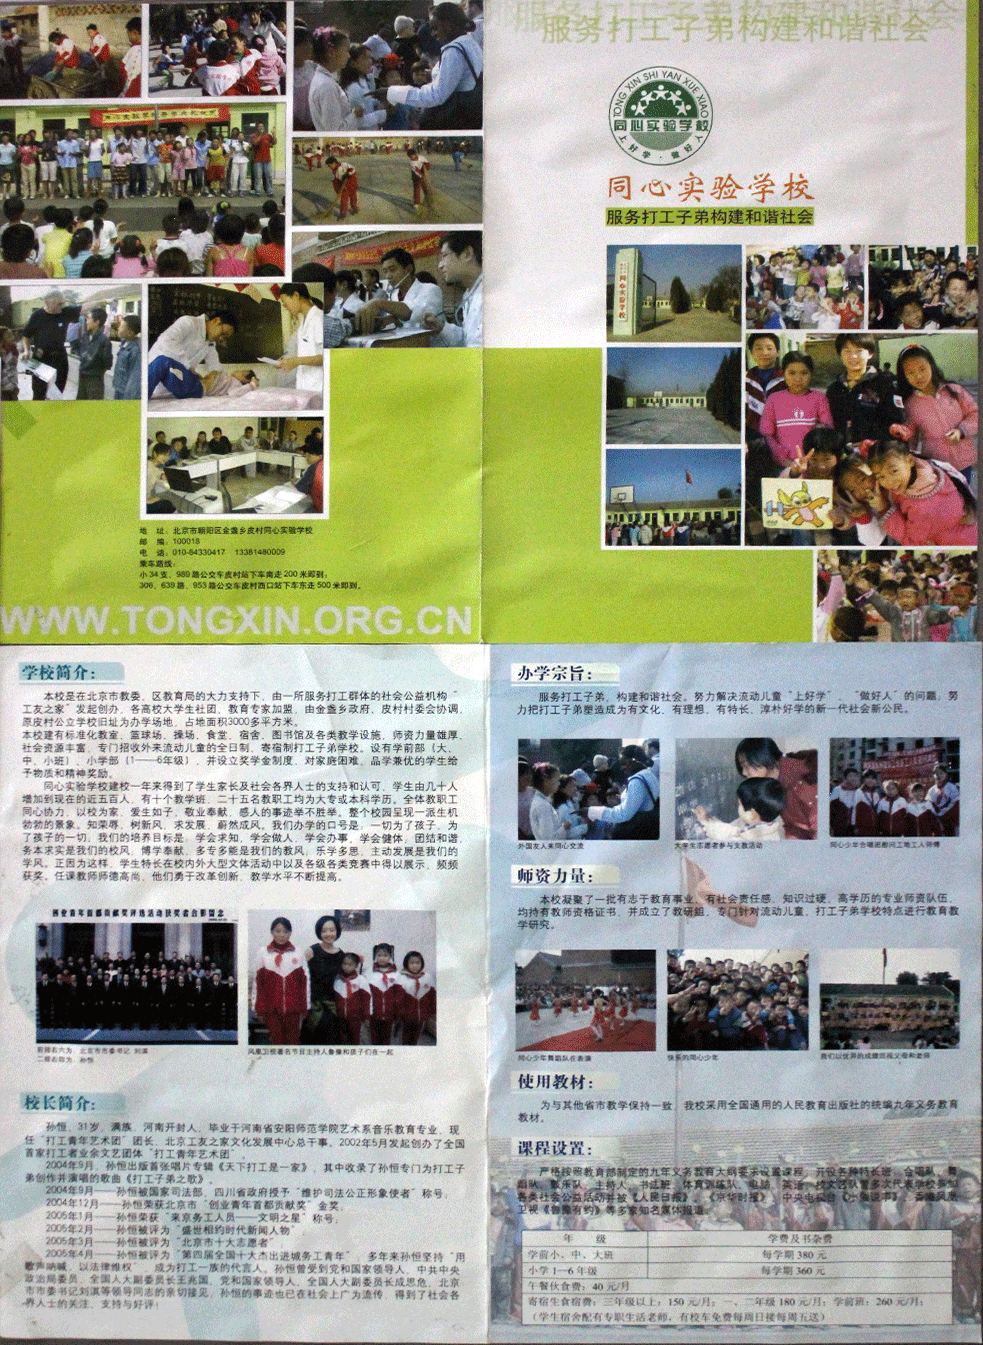 服务打工子弟构建和谐社会
TONG XIN SHI YAN XUE XIAO
同心实验学校
上好学·做好人
同心实验学校
服务打工子弟构建和谐社会
同心实验学校
地　址：北京市朝阳区金盏乡皮村同心实验学校
邮　编：100018
电　话：010-84330417　13381480009
乘车路线：
小34支、989路公交车皮村站下车南走200米即到。
306、639路、953路公交车皮村西口站下车东走500米即到。
WWW.TONGXIN.ORG.CN
学校简介：
本校是在北京市教委、区教育局的大力支持下，由一所服务打工群体的社会公益机构“
工友之家”发起创办，各高校大学生社团、教育专家加盟，由金盏乡政府、皮村村委会协调，
原皮村公立学校旧址为办学场地，占地面积3000多平方米。
本校建有标准化教室、篮球场、操场、食堂、宿舍、图书馆及各类教学设施，师资力量雄厚，
社会资源丰富，专门招收外来流动儿童的全日制、寄宿制打工子弟学校。设有学前部（大、
中、小班）、小学部（1——6年级），并设立奖学金制度，对家庭困难、品学兼优的学生给
予物质和精神奖励。
同心实验学校建校一年来得到了学生家长及社会各界人士的支持和认可，学生由几十人
增加到现在的近五百人，有十个教学班，二十五名教职工均为大专或本科学历。全体教职工
同心协力，以校为家，爱生如子，敬业奉献，感人的事迹举不胜举。整个校园呈现一派生机
勃勃的景象。知荣辱、树新风、求发展，蔚然成风。我们办学的口号是：一切为了孩子，为
了孩子的一切；我们的培养目标是：学会求知、学会做人、学会办事、学会健体；团结和谐、
务本求实是我们的校风，博学奉献、多专多能是我们的教风，乐学多思、主动发展是我们的
学风。正因为这样，学生特长在校内外大型文体活动中以及各级各类竞赛中得以展示，频频
获奖。任课教师师德高尚，他们勇于改革创新，教学水平不断提高。
创业青年首都贡献奖评选活动获奖者合影留念
前排右六为：北京市市委书记 刘淇
二排右四为：孙恒
凤凰卫视著名节目主持人鲁豫和孩子们在一起
校长简介：
孙恒，31岁，满族，河南开封人，毕业于河南省安阳师范学院艺术系音乐教育专业，现
任“打工青年艺术团”团长、北京工友之家文化发展中心总干事。2002年5月发起创办了全国
首家打工者业余文艺团体“打工青年艺术团”。
2004年9月，孙恒出版首张唱片专辑《天下打工是一家》，其中收录了孙恒专门为打工子
弟创作并演唱的歌曲《打工子弟之歌》。
2004年9月——孙恒被国家司法部、四川省政府授予“维护司法公正形象使者”称号；
2004年12月——孙恒荣获北京市“创业青年首都贡献奖”金奖。
2005年1月——孙恒荣获“来京务工人员——文明之星”称号；
2005年2月——孙恒被评为“盛世相约时代新闻人物”；
2005年3月——孙恒被评为“北京市十大志愿者”
2005年4月——孙恒被评为“第四届全国十大杰出进城务工青年”；多年来孙恒坚持“用
歌声呐喊，以法律维权”，成为打工一族的代言人，孙恒曾受到党和国家领导人，中共中央
政治局委员、全国人大副委员长王兆国，党和国家领导人、全国人大副委员长成思危，北京
市市委书记刘淇等领导同志的亲切接见，孙恒的事迹也已在社会上广为流传，得到了社会各
界人士的关注、支持与好评！
办学宗旨：
服务打工子弟，构建和谐社会。努力解决流动儿童“上好学”、“做好人”的问题，努
力把打工子弟塑造成为有文化、有理想、有特长、淳朴好学的新一代社会新公民。
外国友人来同心交流
大学生志愿者参与支教活动
同心少年合唱班慰问工地工人师傅
师资力量：
本校凝聚了一批有志于教育事业、有社会责任感、知识过硬、高学历的专业师资队伍，
均持有教师资格证书，并成立了教研组，专门针对流动儿童、打工子弟学校特点进行教育教
学研究。
同心少年舞蹈队在表演
快乐的同心少年
我们以优异的成绩回报父母和老师
使用教材：
为与其他省市教学保持一致，我校采用全国通用的人民教育出版社的统编九年义务教育
教材。
课程设置：
严格按照教育部制定的九年义务教育大纲要求设置课程，开设各种特长班，合唱队、舞
蹈队、鼓乐队、主持人、书法班、体育训练队、电脑、英语。校文艺队曾多次代表学校参加
各类社会公益活动并被《人民日报》、《京华时报》、中央电视台《小强说事》、香港凤凰
卫视《鲁豫有约》等多家知名媒体报道。
年　级　学费及书杂费
学前小、中、大班　每学期 380 元
小学 1—6 年级　每学期 360 元
午餐伙食费：40 元/月
寄宿生食宿费：三年级以上：150 元/月；一、二年级 180 元/月；学前班：260 元/月；
（学生宿舍配有专职生活老师，有校车免费每周日接每周五送）